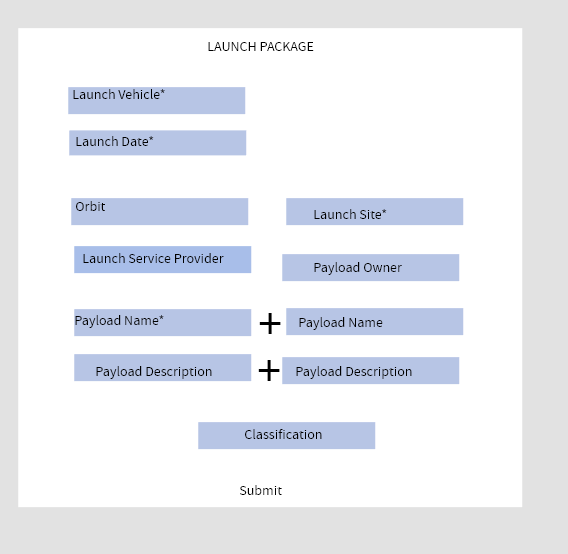 LAUNCH PACKAGE
Launch Vehicle*
Launch Date*
Orbit
Launch Site*
Launch Service Provider
Payload Owner
Payload Name* + Payload Name
Payload Description + Payload Description
Classification
Submit